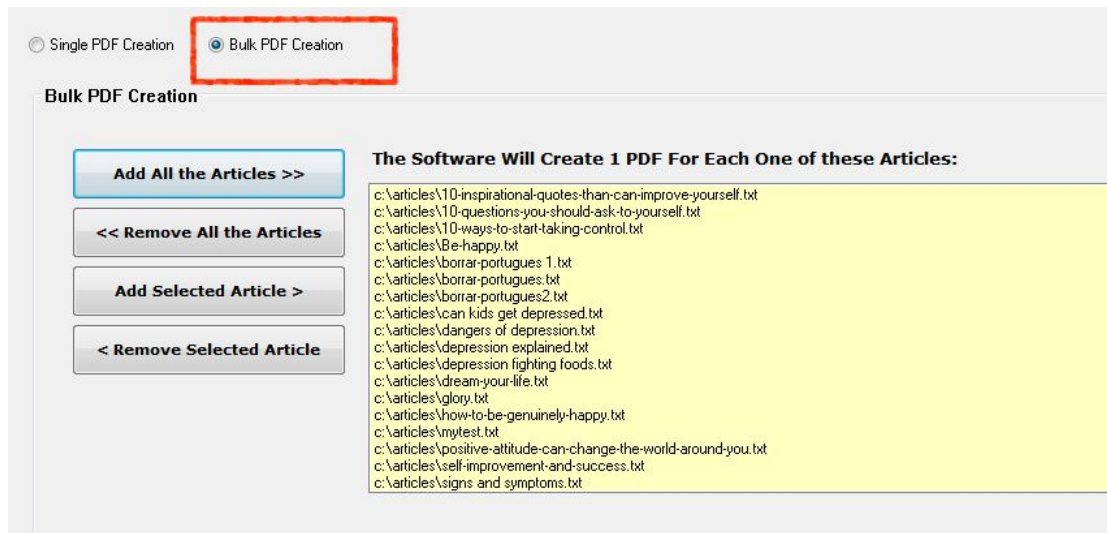 Single PDF Creation
Bulk PDF Creation
Bulk PDF Creation
Add All the Articles >>
<< Remove All the Articles
Add Selected Article >
< Remove Selected Article
The Software Will Create 1 PDF For Each One of these Articles:
c:\articles\10-inspirational-quotes-than-can-improve-yourself.txt
c:\articles\10-questions-you-should-ask-to-yourself.txt
c:\articles\10-ways-to-start-taking-control.txt
c:\articles\Be-happy.txt
c:\articles\borrar-portugues 1.txt
c:\articles\borrar-portugues.txt
c:\articles\borrar-portugues2.txt
c:\articles\can kids get depressed.txt
c:\articles\dangers of depression.txt
c:\articles\depression explained.txt
c:\articles\depression fighting foods.txt
c:\articles\dream-your-life.txt
c:\articles\glory.txt
c:\articles\how-to-be-genuinely-happy.txt
c:\articles\mytest.txt
c:\articles\positive-attitude-can-change-the-world-around-you.txt
c:\articles\self-improvement-and-success.txt
c:\articles\signs and symptoms.txt